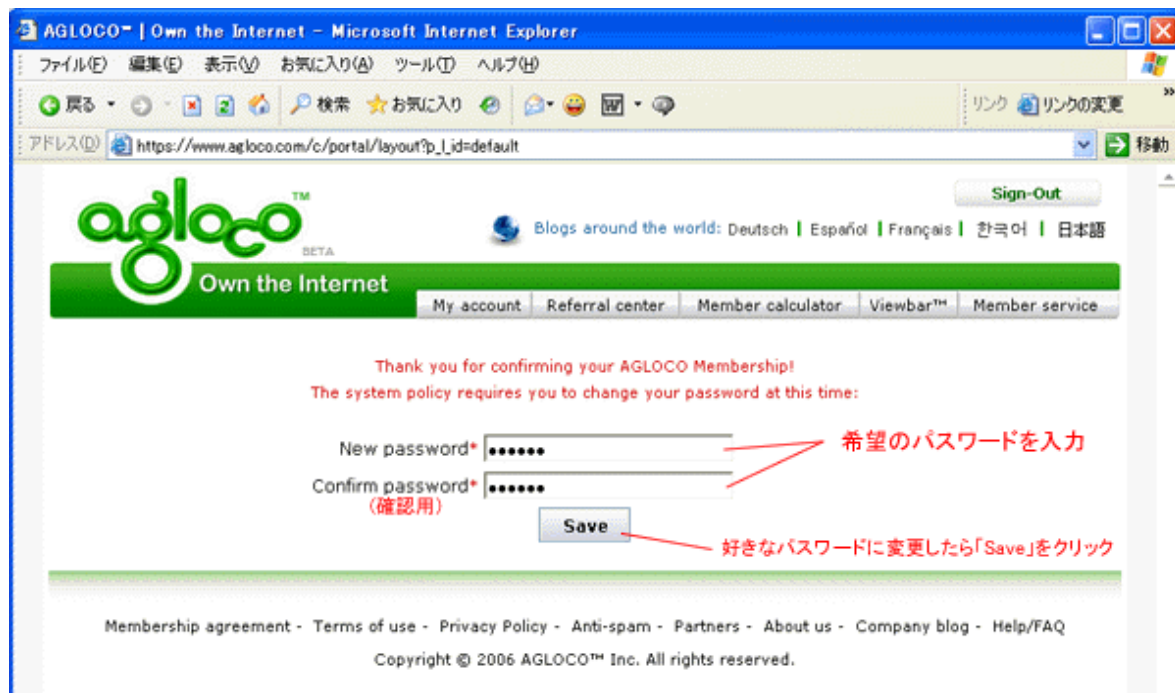 AGLOCO™ | Own the Internet - Microsoft Internet Explorer
ファイル(F) 編集(E) 表示(V) お気に入り(A) ツール(T) ヘルプ(H)
戻る 検索 お気に入り リンク リンクの変更
アドレス(D) https://www.agloco.com/c/portal/layout?p_l_id=default 移動
Sign-Out
agloco™
BETA
Blogs around the world: Deutsch | Español | Français | 한국어 | 日本語
Own the Internet
My account Referral center Member calculator Viewbar™ Member service
Thank you for confirming your AGLOCO Membership!
The system policy requires you to change your password at this time:
New password* ●●●●●● 希望のパスワードを入力
Confirm password* ●●●●●●
(確認用)
Save
好きなパスワードに変更したら「Save」をクリック
Membership agreement - Terms of use - Privacy Policy - Anti-spam - Partners - About us - Company blog - Help/FAQ
Copyright © 2006 AGLOCO™ Inc. All rights reserved.